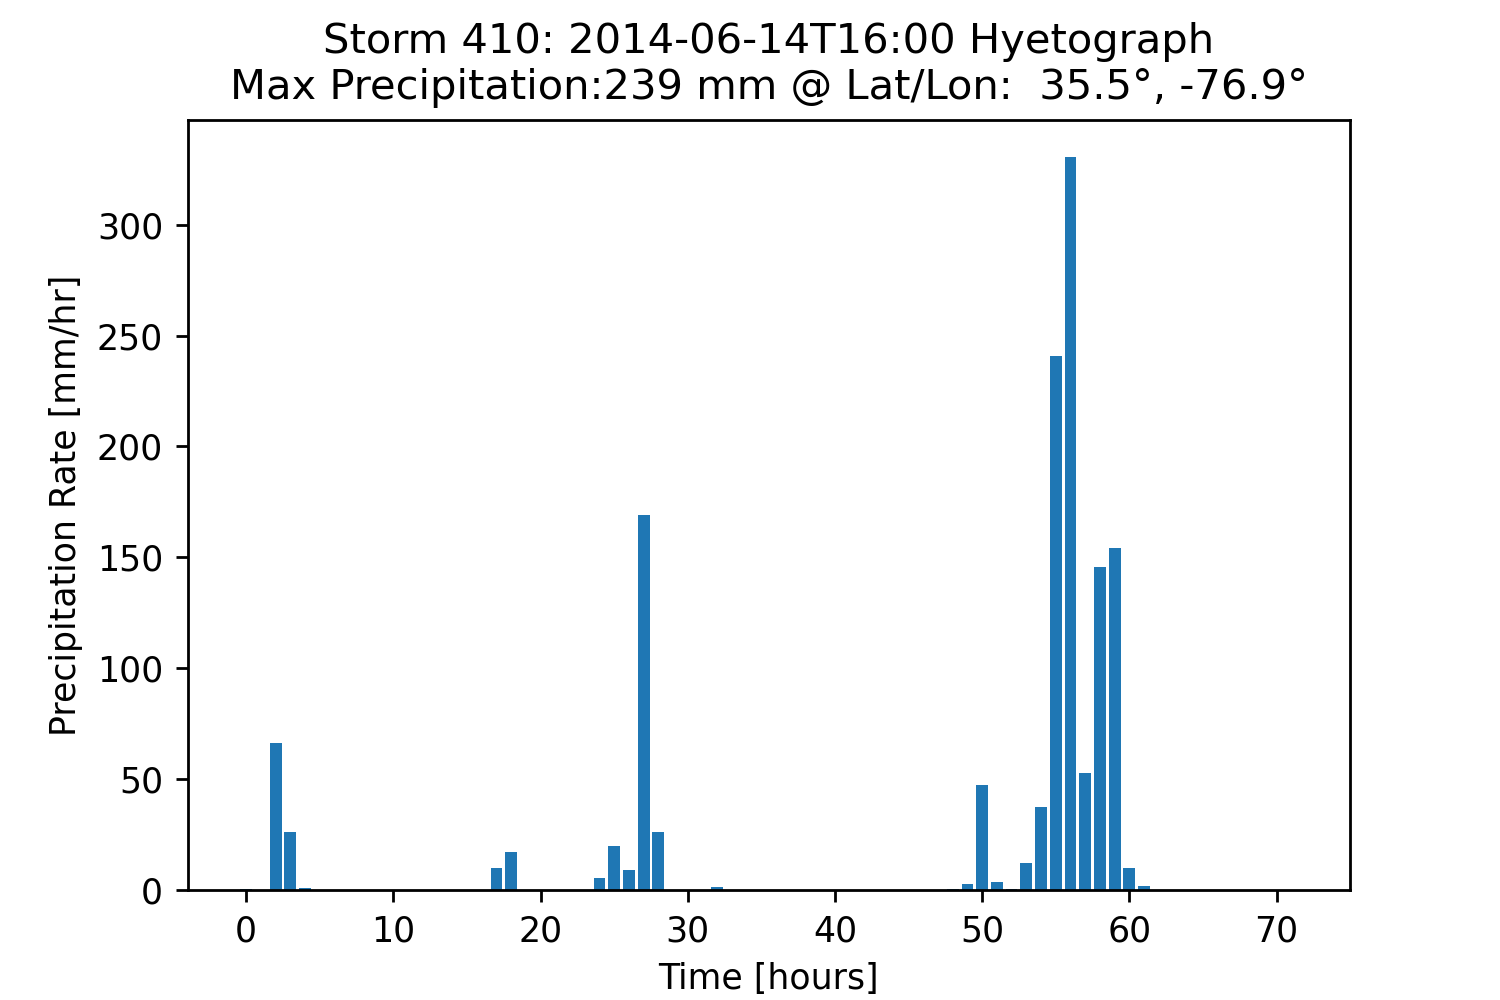 Storm 410: 2014-06-14T16:00 Hyetograph
Max Precipitation:239 mm @ Lat/Lon:  35.5°, -76.9°
Precipitation Rate [mm/hr]
300
250
200
150
100
50
0
0 10 20 30 40 50 60 70
Time [hours]